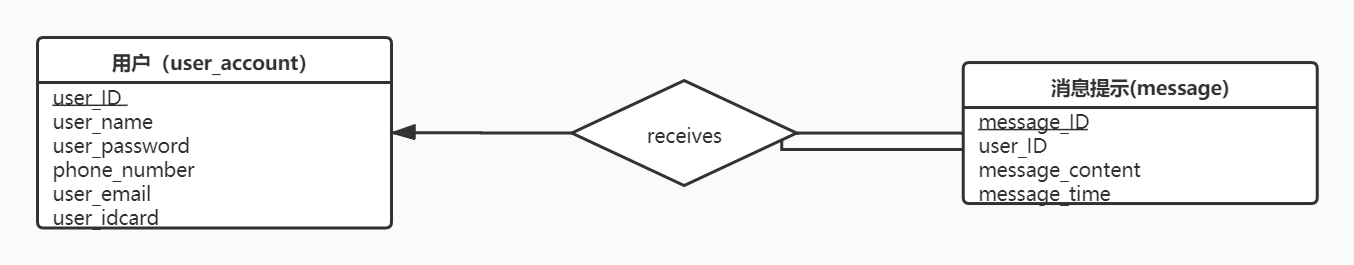 用户（user_account）
user_ID
user_name
user_password
phone_number
user_email
user_idcard
receives
消息提示(message)
message_ID
user_ID
message_content
message_time